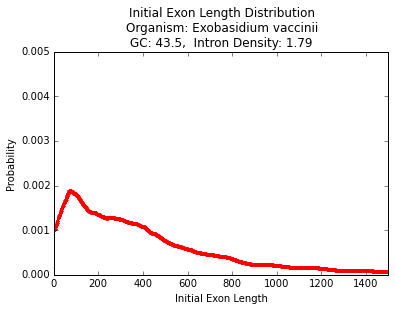 Initial Exon Length Distribution
Organism: Exobasidium vaccinii
GC: 43.5,  Intron Density: 1.79
0.005
0.004
0.003
0.002
0.001
0.000
Probability
0 200 400 600 800 1000 1200 1400
Initial Exon Length